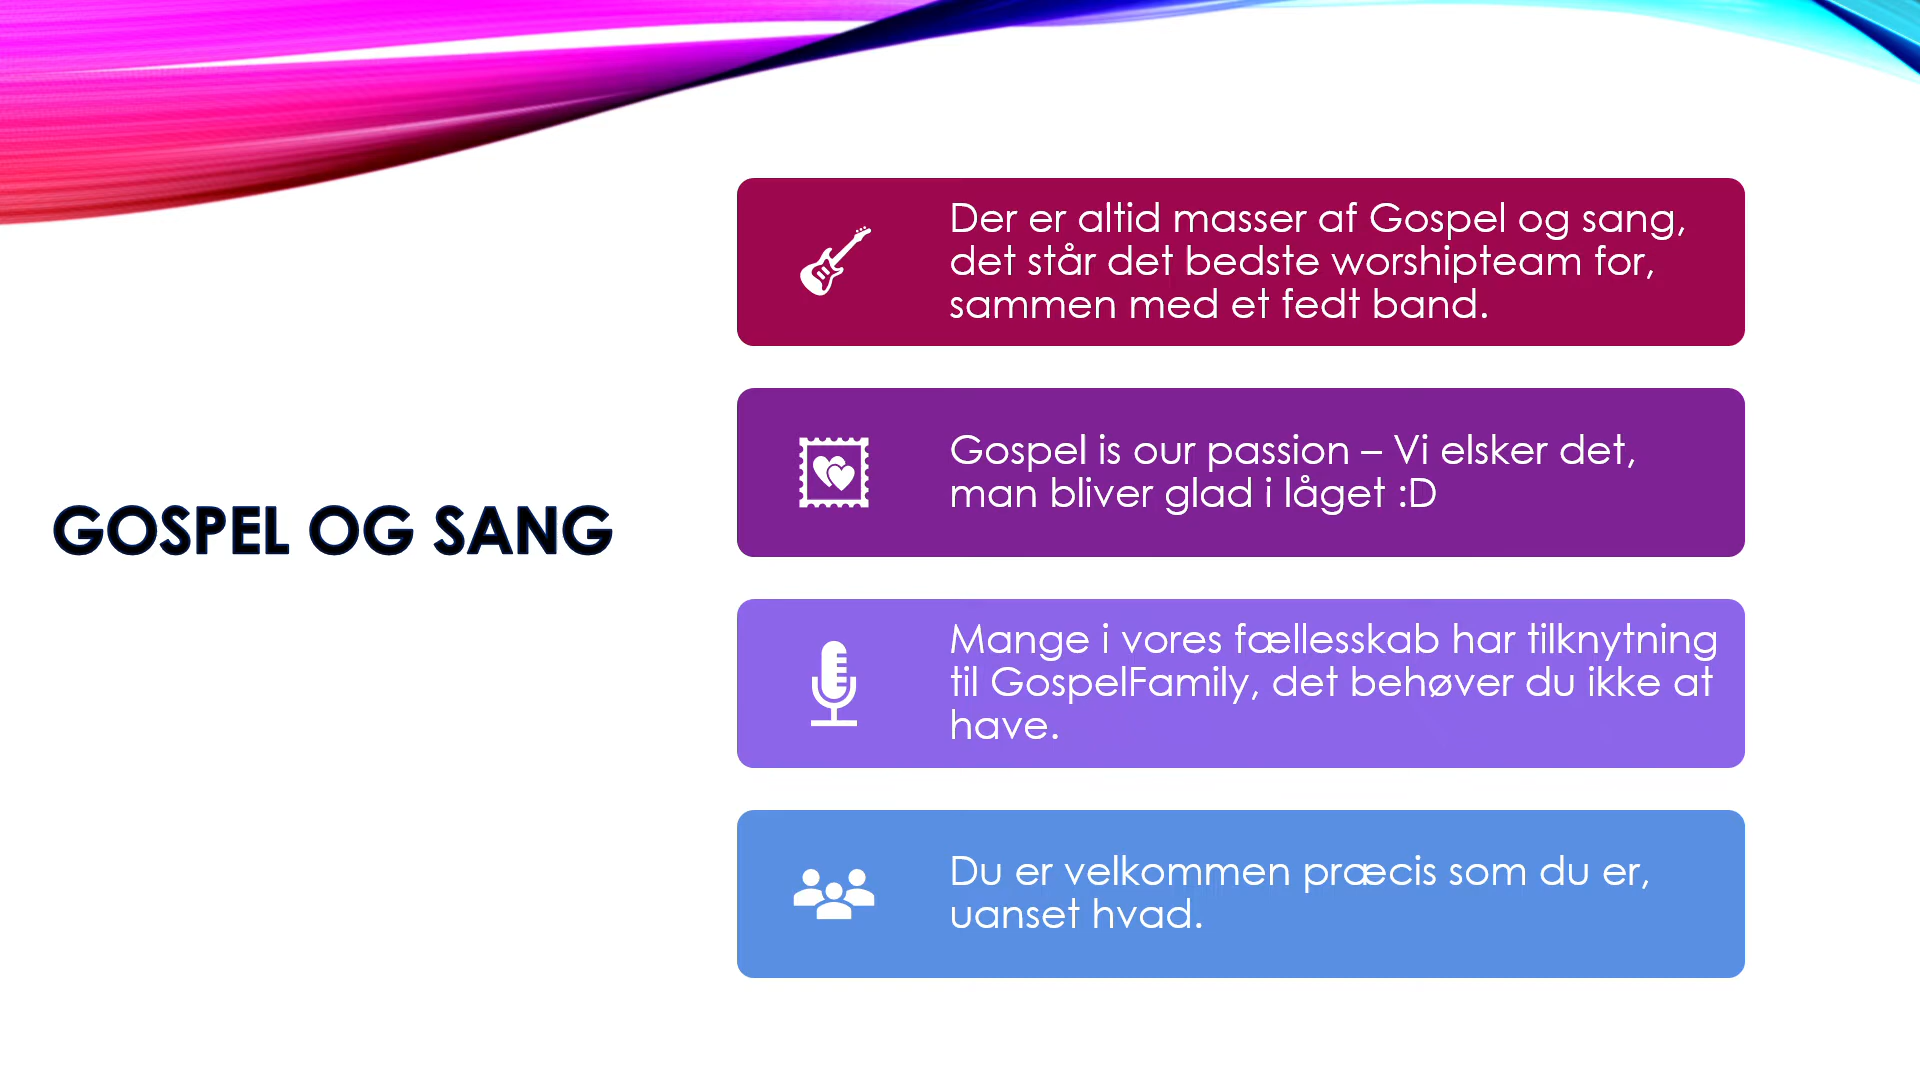 GOSPEL OG SANG
Der er altid masser af Gospel og sang,
det står det bedste worshipteam for,
sammen med et fedt band.
Gospel is our passion – Vi elsker det,
man bliver glad i låget :D
Mange i vores fællesskab har tilknytning
til GospelFamily, det behøver du ikke at
have.
Du er velkommen præcis som du er,
uanset hvad.